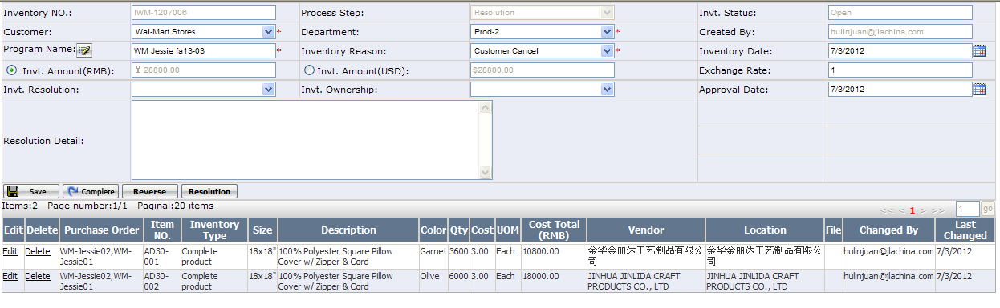 Inventory NO.: IWM-1207006 Process Step: Resolution Invt. Status: Open
Customer: Wal-Mart Stores * Department: Prod-2 * Created By: hulinjuan@jlachina.com
Program Name: WM Jessie fa13-03 * Inventory Reason: Customer Cancel * Inventory Date: 7/3/2012
Invt. Amount(RMB): ¥ 28800.00 Invt. Amount(USD): $28800.00 Exchange Rate: 1
Invt. Resolution: Invt. Ownership: Approval Date: 7/3/2012
Resolution Detail:
Save Complete Reverse Resolution
Items:2 Page number:1/1 Paginal:20 items << < 1 > >> 1 go
Edit Delete Purchase Order Item NO. Inventory Type Size Description Color Qty Cost UOM Cost Total (RMB) Vendor Location File Changed By Last Changed
Edit Delete WM-Jessie02,WM-Jessie01 AD30-001 Complete product 18x18" 100% Polyester Square Pillow Cover w/ Zipper & Cord Garnet 3600 3.00 Each 10800.00 金华金丽达工艺制品有限公司 金华金丽达工艺制品有限公司 hulinjuan@jlachina.com 7/3/2012
Edit Delete WM-Jessie02,WM-Jessie01 AD30-002 Complete product 18x18" 100% Polyester Square Pillow Cover w/ Zipper & Cord Olive 6000 3.00 Each 18000.00 JINHUA JINLIDA CRAFT PRODUCTS CO., LTD JINHUA JINLIDA CRAFT PRODUCTS CO., LTD hulinjuan@jlachina.com 7/3/2012